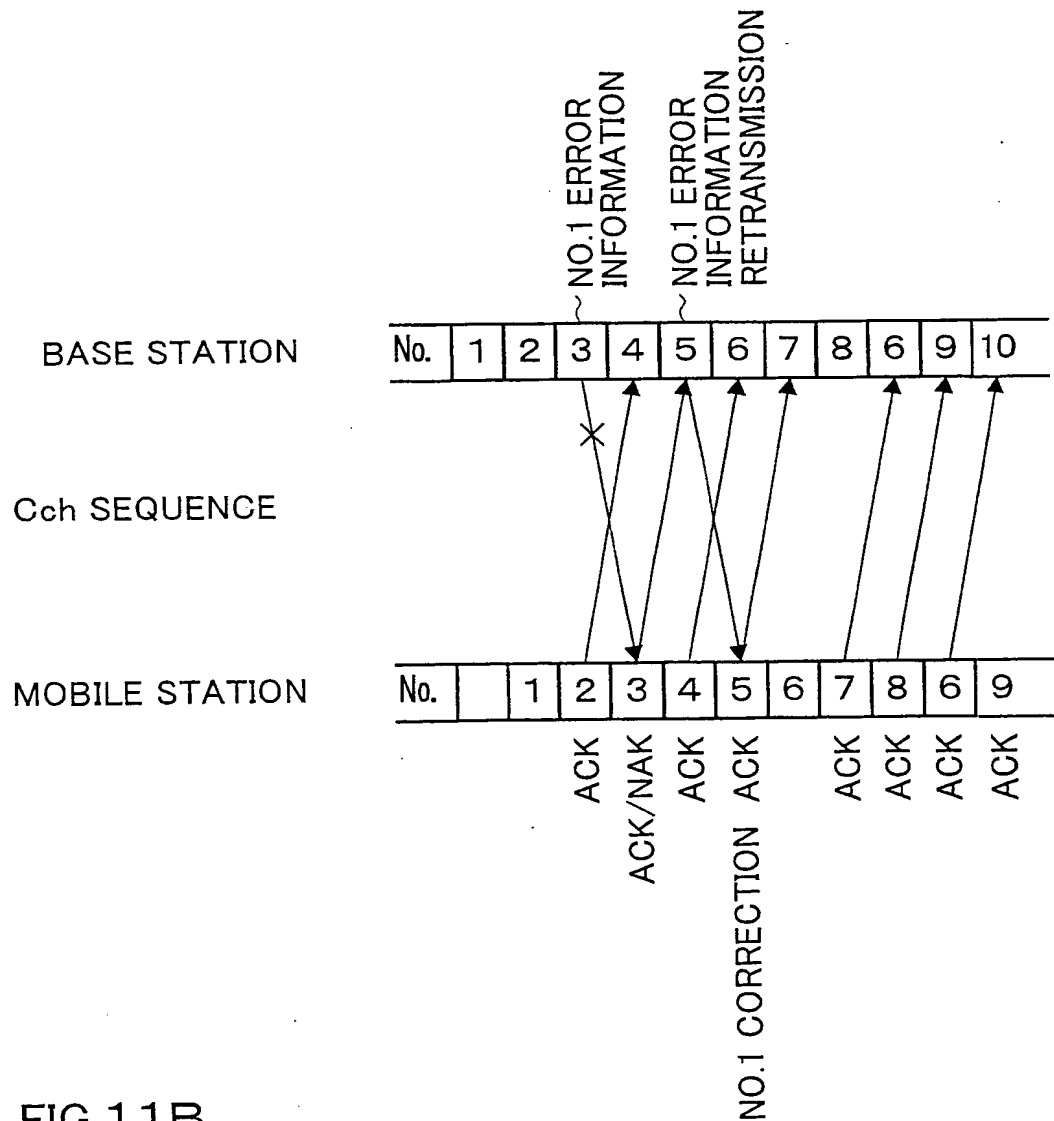 NO.1 ERROR
INFORMATION
NO.1 ERROR
INFORMATION
RETRANSMISSION
BASE STATION
No. 1 2 3 4 5 6 7 8 6 9 10
Cch SEQUENCE
MOBILE STATION
No. 1 2 3 4 5 6 7 8 6 9
ACK
ACK/NAK
ACK
NO.1 CORRECTION ACK
ACK
ACK
ACK
ACK
FIG.11B